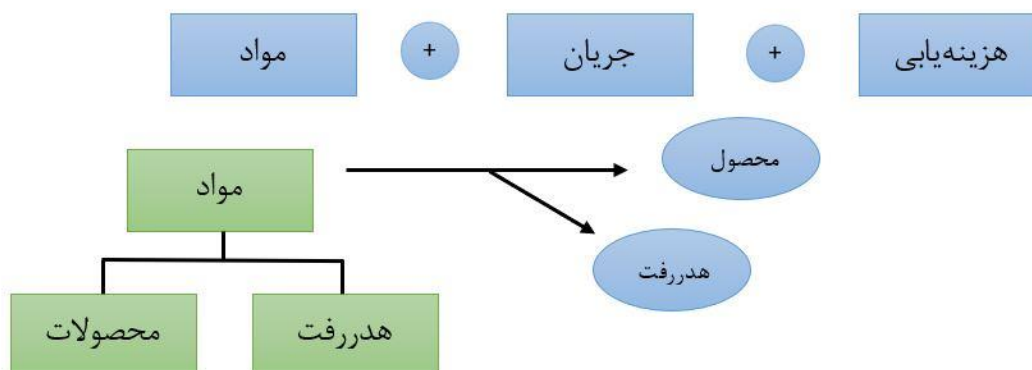 هزینه‌یابی + جریان + مواد
محصول
مواد
هدررفت
هدررفت
محصولات